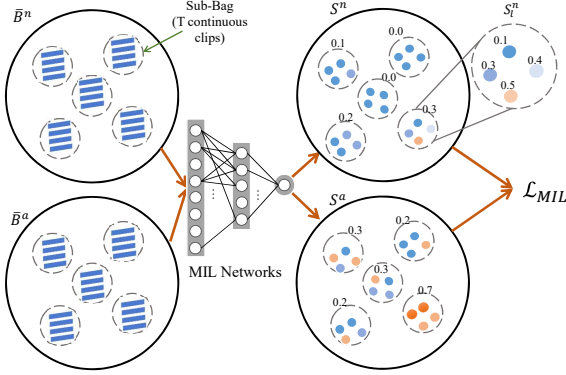 B̄ⁿ
Sub-Bag
(T continuous
clips)
Sⁿ
0.0
0.1
0.0
0.2
0.3
Sₗⁿ
0.1
0.3
0.4
0.5
MIL Networks
ℒ_MIL
B̄ᵃ
Sᵃ
0.2
0.3
0.3
0.2
0.7